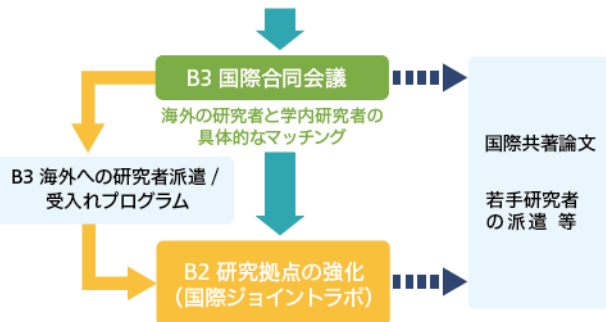 B3 国際合同会議
海外の研究者と学内研究者の
具体的なマッチング
国際共著論文
B3 海外への研究者派遣 /
受入れプログラム
若手研究者
の派遣 等
B2 研究拠点の強化
（国際ジョイントラボ）